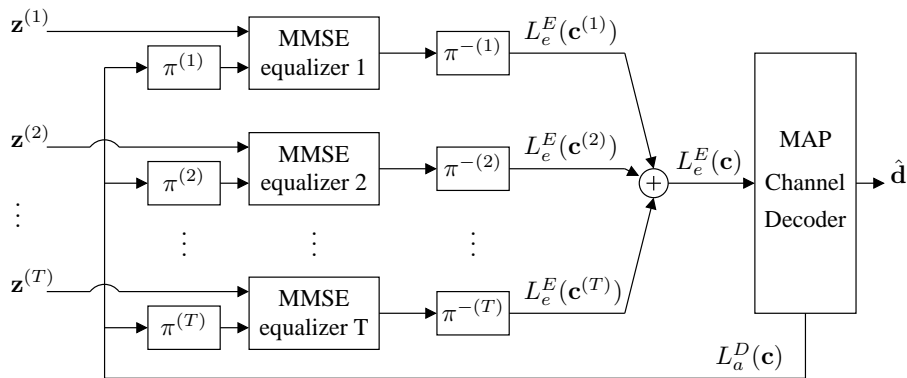 z^(1)
π^(1)
MMSE
equalizer 1
π^−(1)
L_e^E(c^(1))
z^(2)
π^(2)
MMSE
equalizer 2
π^−(2)
L_e^E(c^(2))
⋮
⋮ ⋮ ⋮
z^(T)
π^(T)
MMSE
equalizer T
π^−(T)
L_e^E(c^(T))
+
L_e^E(c)
MAP
Channel
Decoder
d̂
L_a^D(c)